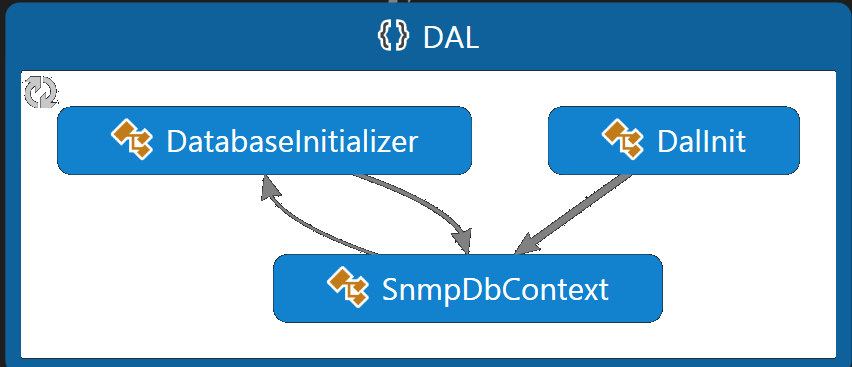 DAL
DatabaseInitializer
DalInit
SnmpDbContext